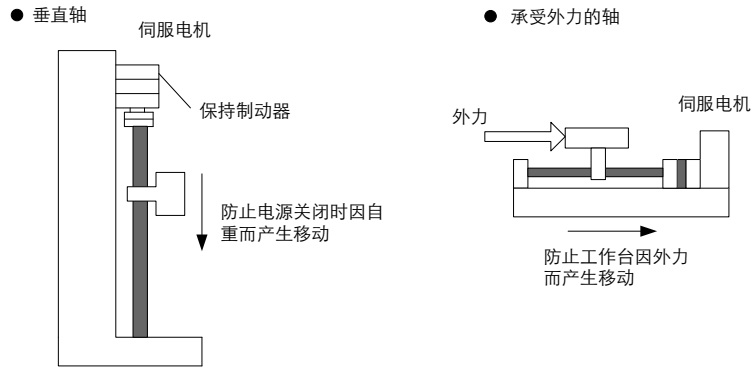 ● 垂直轴
伺服电机
保持制动器
防止电源关闭时因自
重而产生移动
● 承受外力的轴
伺服电机
外力
防止工作台因外力
而产生移动